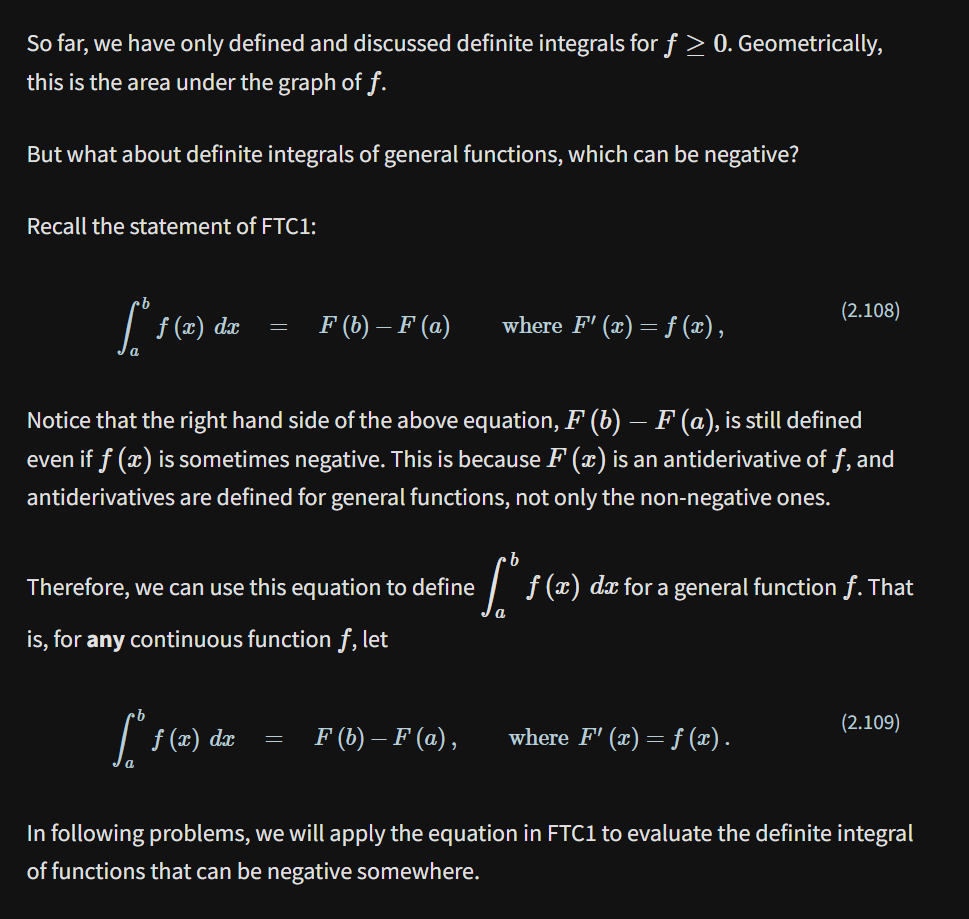 So far, we have only defined and discussed definite integrals for f ≥ 0. Geometrically,
this is the area under the graph of f.
But what about definite integrals of general functions, which can be negative?
Recall the statement of FTC1:
∫_a^b f (x) dx = F (b) − F (a) where F′ (x) = f (x) , (2.108)
Notice that the right hand side of the above equation, F (b) − F (a), is still defined
even if f (x) is sometimes negative. This is because F (x) is an antiderivative of f, and
antiderivatives are defined for general functions, not only the non-negative ones.
Therefore, we can use this equation to define ∫_a^b f (x) dx for a general function f. That
is, for any continuous function f, let
∫_a^b f (x) dx = F (b) − F (a) , where F′ (x) = f (x) . (2.109)
In following problems, we will apply the equation in FTC1 to evaluate the definite integral
of functions that can be negative somewhere.